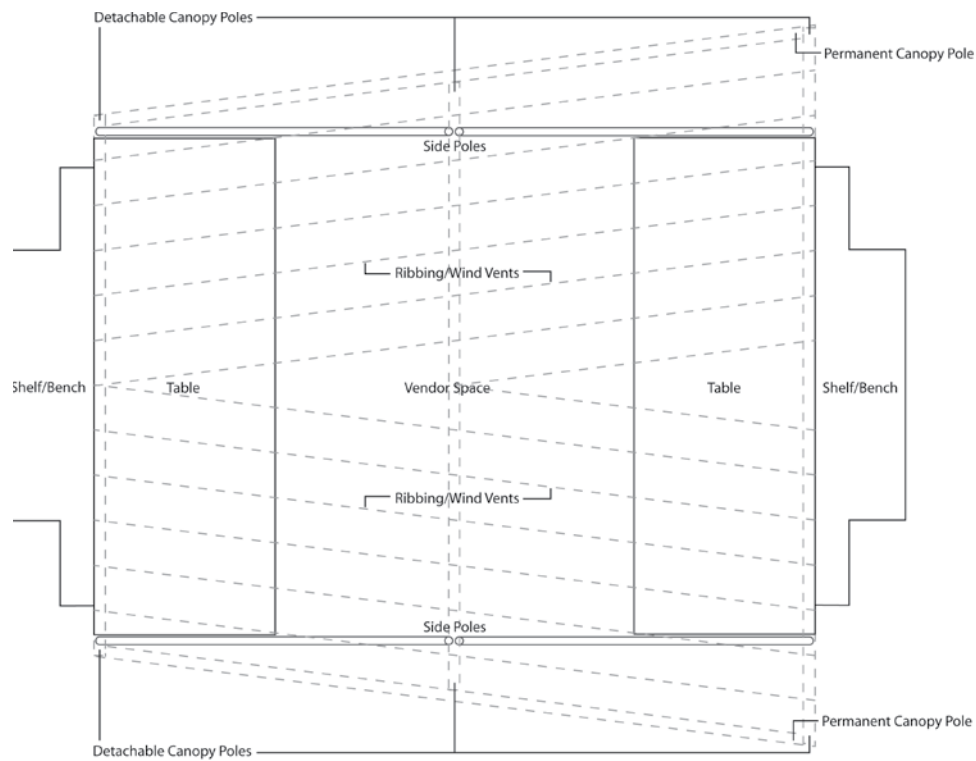 Detachable Canopy Poles
Permanent Canopy Pole
Side Poles
Ribbing/Wind Vents
Shelf/Bench
Table
Vendor Space
Table
Shelf/Bench
Ribbing/Wind Vents
Side Poles
Permanent Canopy Pole
Detachable Canopy Poles